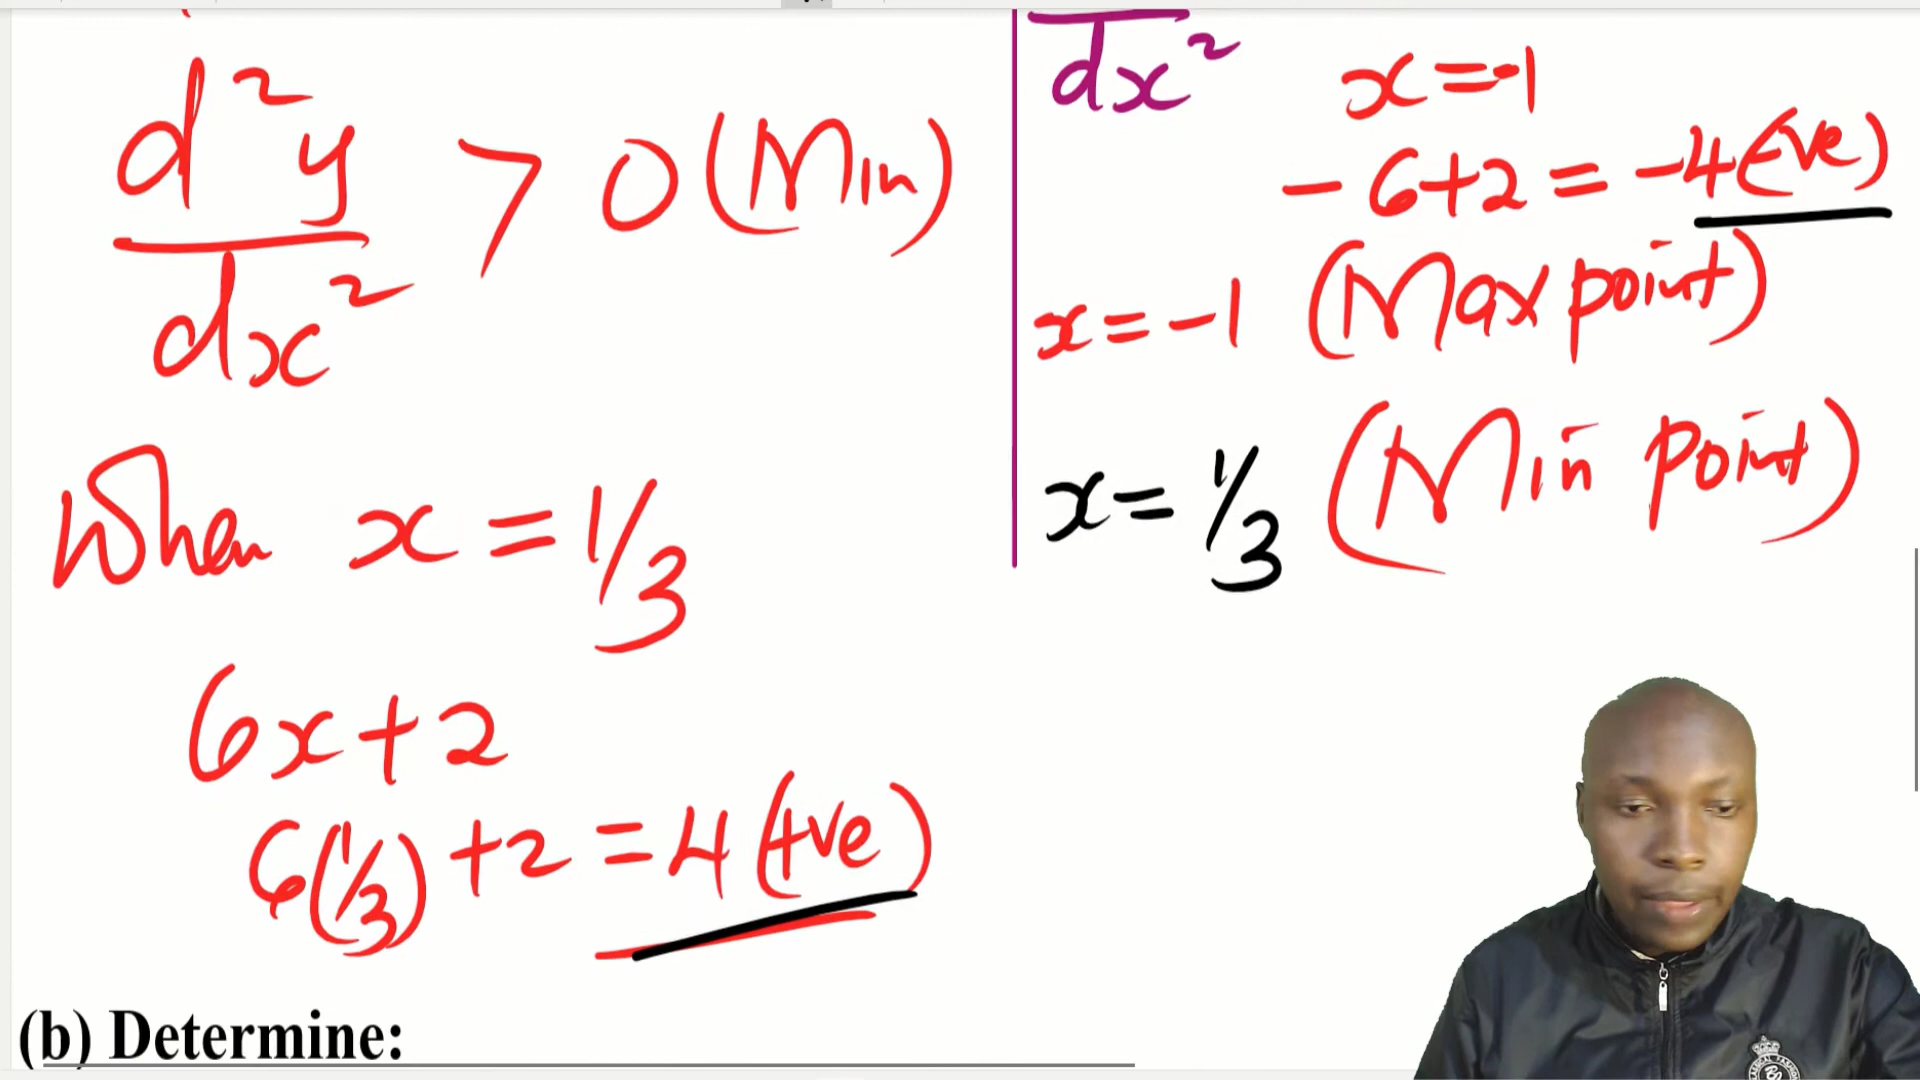 d²y/dx² > 0 (Min)
When x = 1/3
6x+2
6(1/3) +2 = 4 (+ve)
dx²
x = -1
-6+2 = -4 (-ve)
x = -1 (Max point)
x = 1/3 (Min point)
(b) Determine: